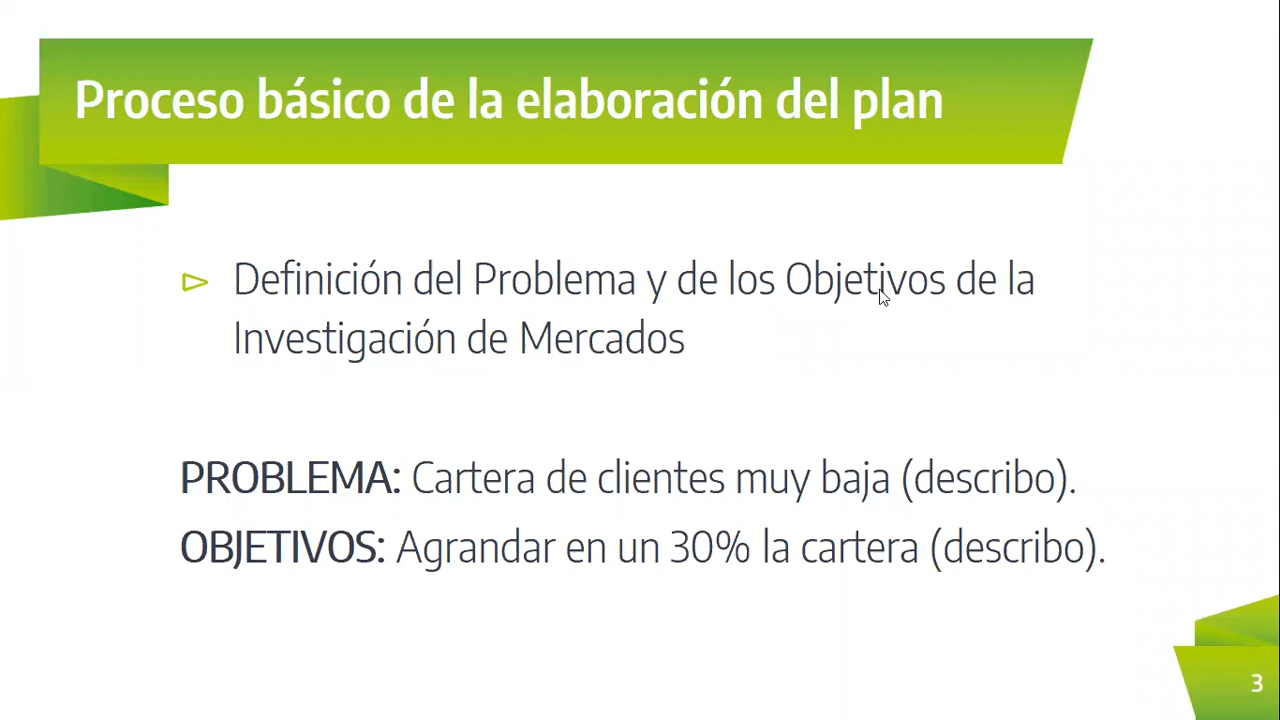 Proceso básico de la elaboración del plan
Definición del Problema y de los Objetivos de la
Investigación de Mercados
PROBLEMA: Cartera de clientes muy baja (describo).
OBJETIVOS: Agrandar en un 30% la cartera (describo).
3